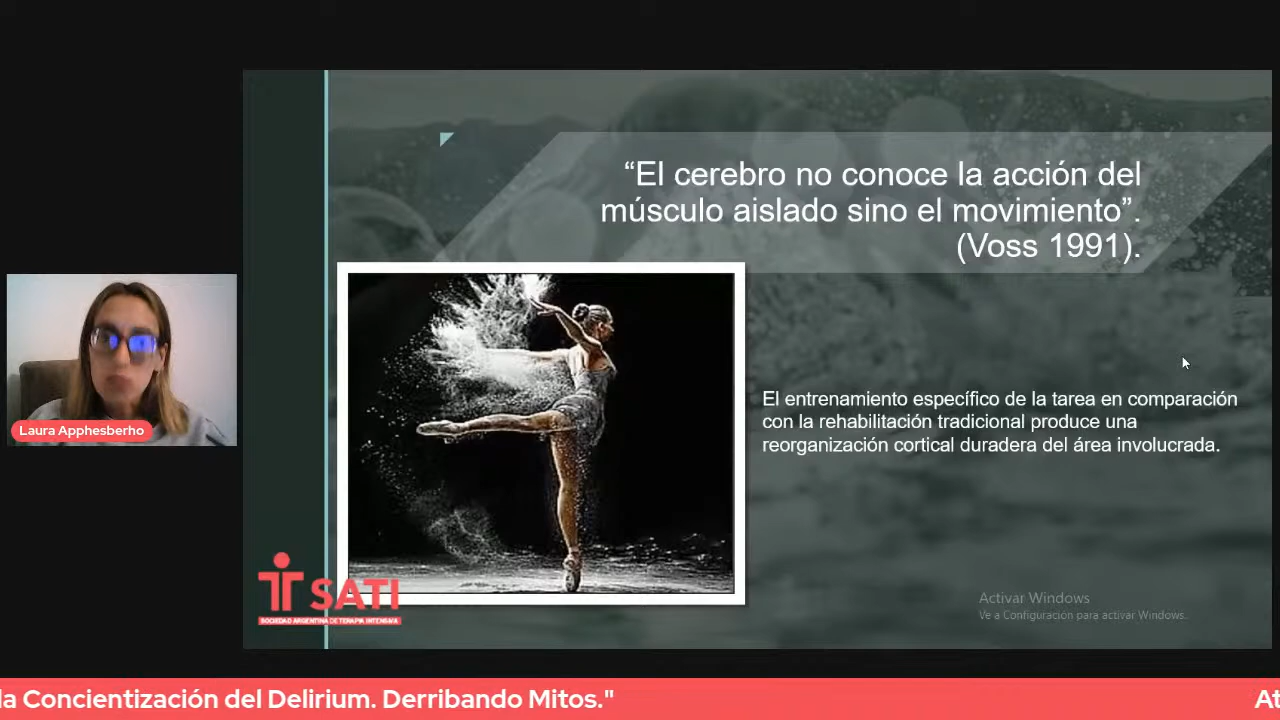 “El cerebro no conoce la acción del
músculo aislado sino el movimiento”.
(Voss 1991).
El entrenamiento específico de la tarea en comparación
con la rehabilitación tradicional produce una
reorganización cortical duradera del área involucrada.
Laura Apphesberho
SATI
SOCIEDAD ARGENTINA DE TERAPIA INTENSIVA
Activar Windows
Ve a Configuración para activar Windows.
la Concientización del Delirium. Derribando Mitos."
At